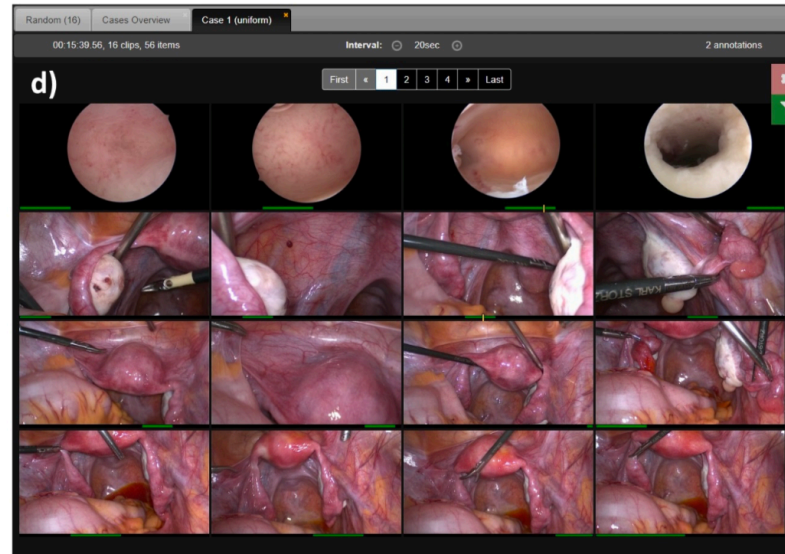 Random (16) Cases Overview Case 1 (uniform) ×
00:15:39.56, 16 clips, 56 items Interval: 20sec 2 annotations
d)
First « 1 2 3 4 » Last
KARL STOR